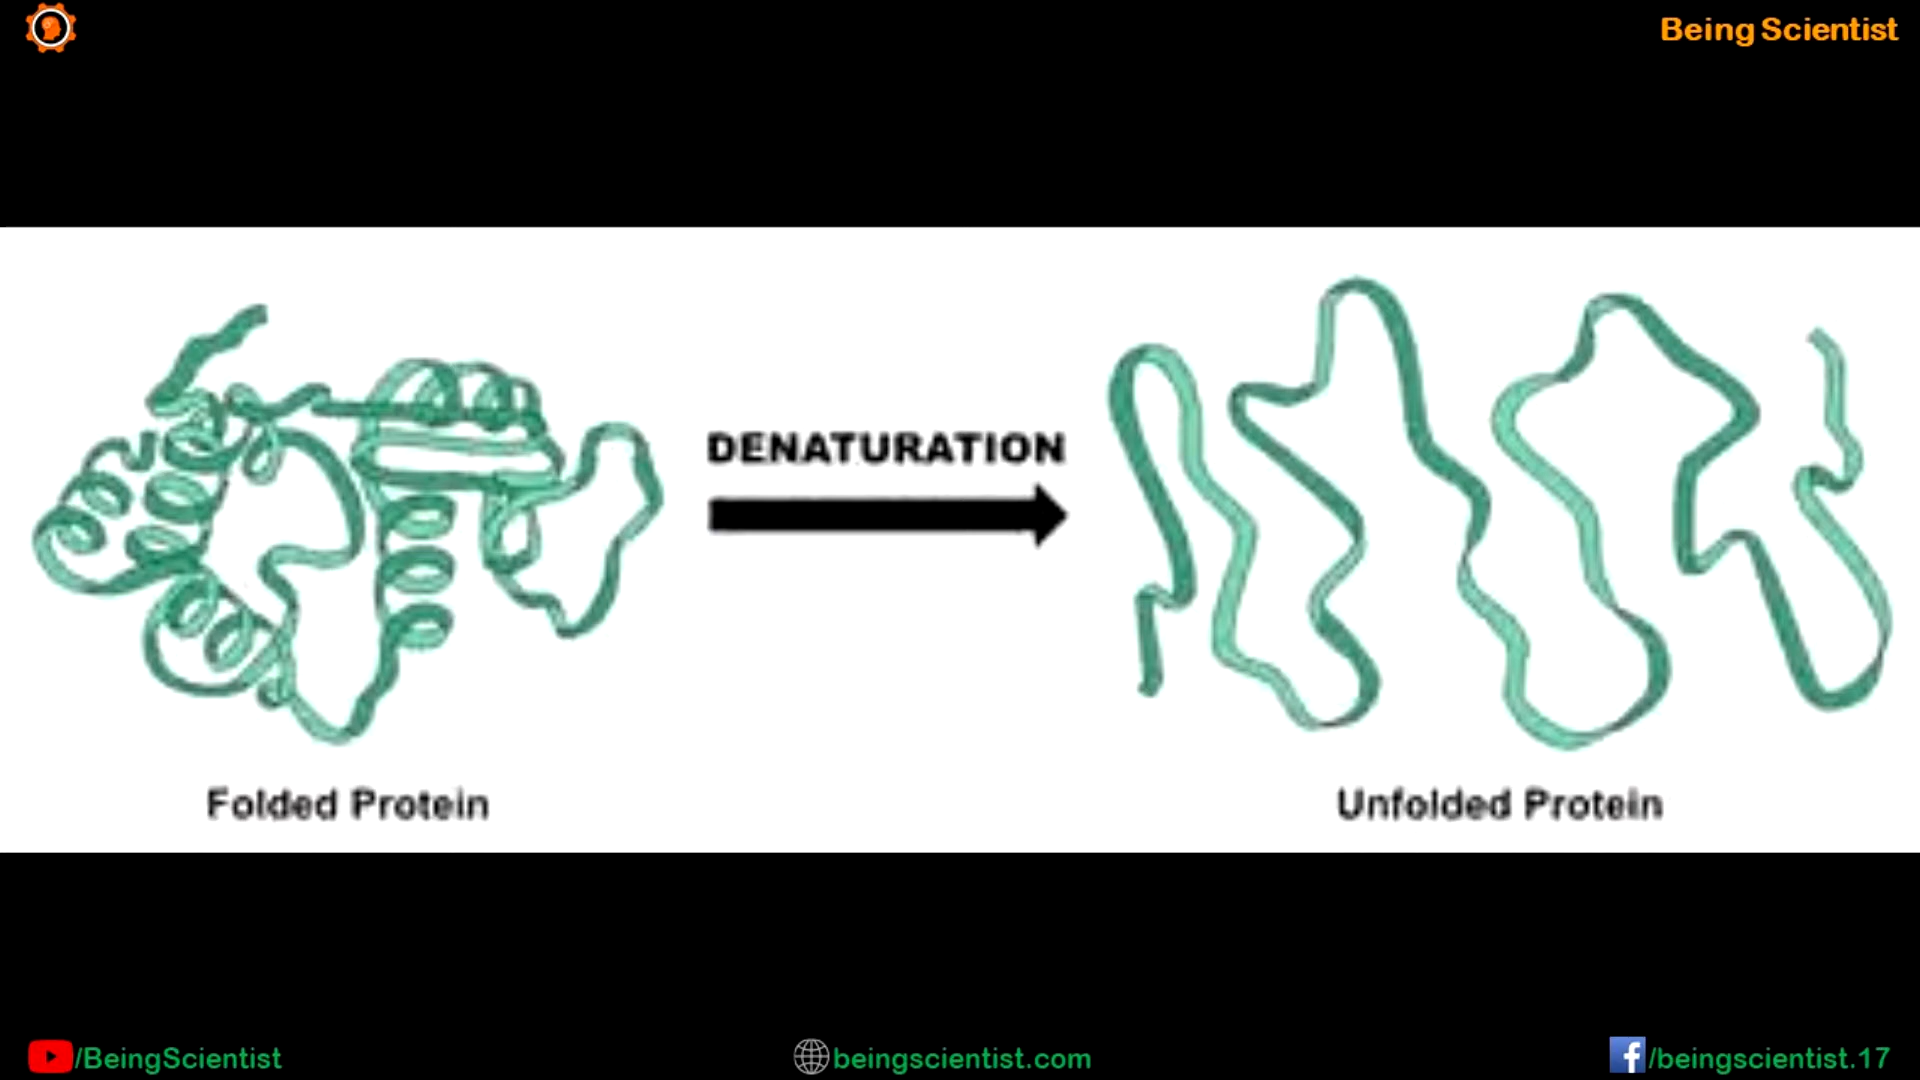 Being Scientist
DENATURATION
Folded Protein
Unfolded Protein
/BeingScientist
beingscientist.com
/beingscientist.17